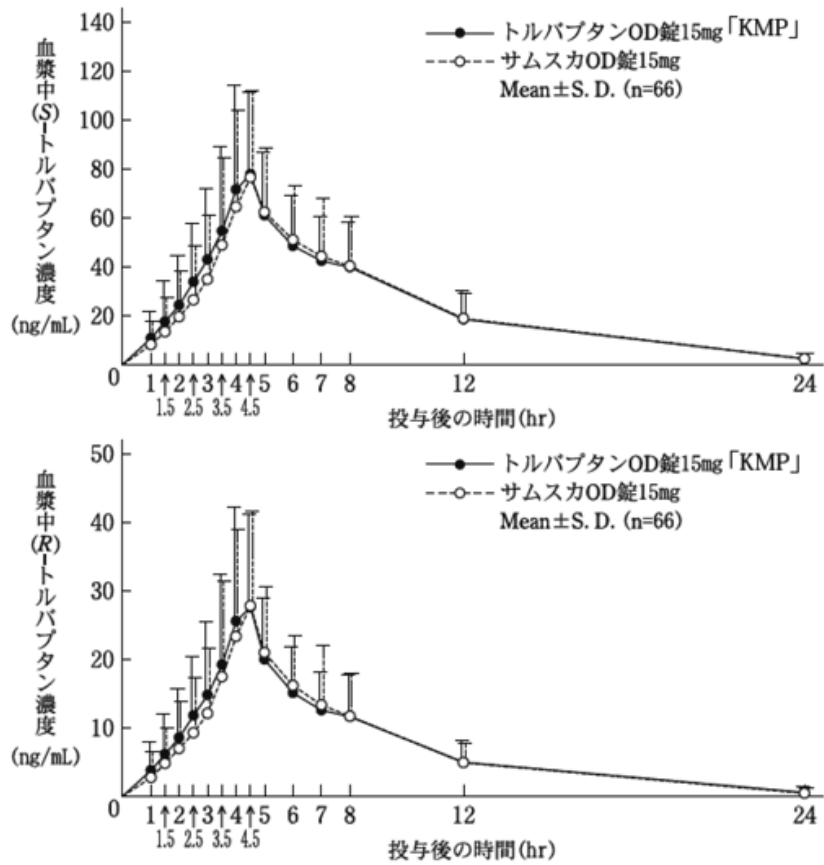 血漿中(S)-トルバプタン濃度
(ng/mL)
140
120
100
80
60
40
20
0
トルバプタンOD錠15mg「KMP」
サムスカOD錠15mg
Mean±S.D.(n=66)
1 2 3 4 5 6 7 8 12 24
↑ ↑ ↑ ↑
1.5 2.5 3.5 4.5
投与後の時間(hr)
血漿中(R)-トルバプタン濃度
(ng/mL)
50
40
30
20
10
0
トルバプタンOD錠15mg「KMP」
サムスカOD錠15mg
Mean±S.D.(n=66)
1 2 3 4 5 6 7 8 12 24
↑ ↑ ↑ ↑
1.5 2.5 3.5 4.5
投与後の時間(hr)